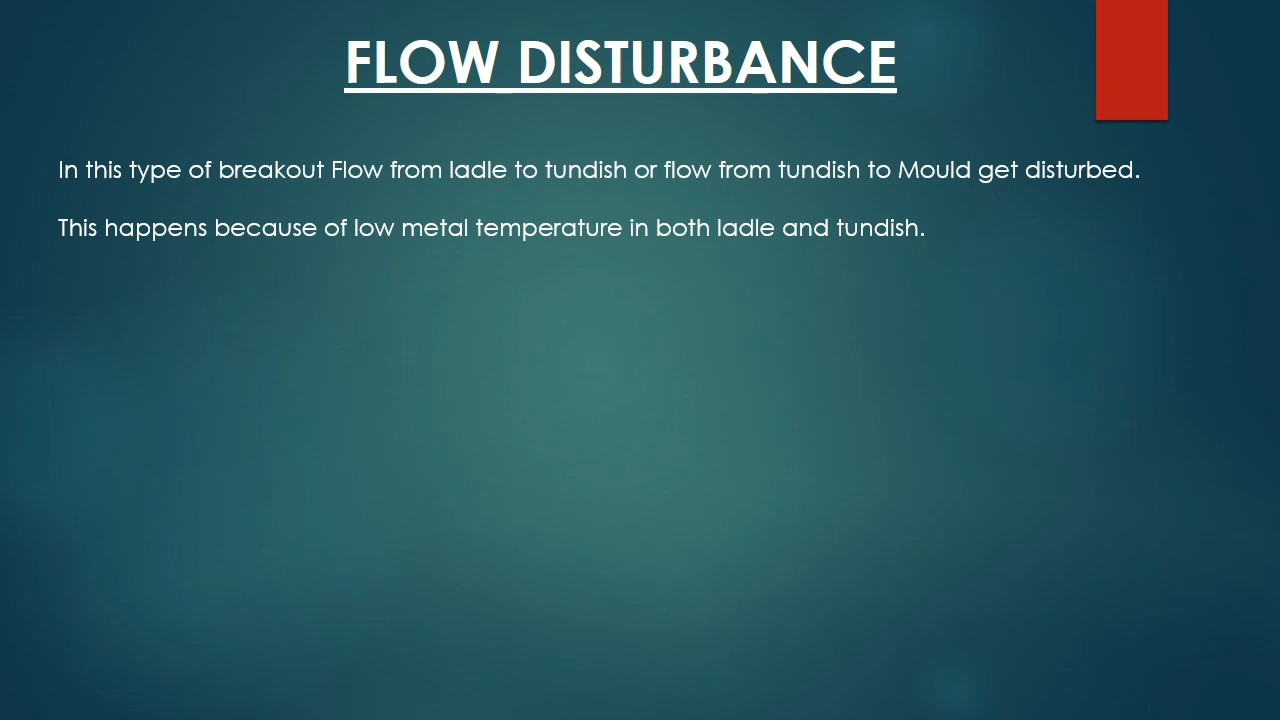 FLOW DISTURBANCE
In this type of breakout Flow from ladle to tundish or flow from tundish to Mould get disturbed.
This happens because of low metal temperature in both ladle and tundish.